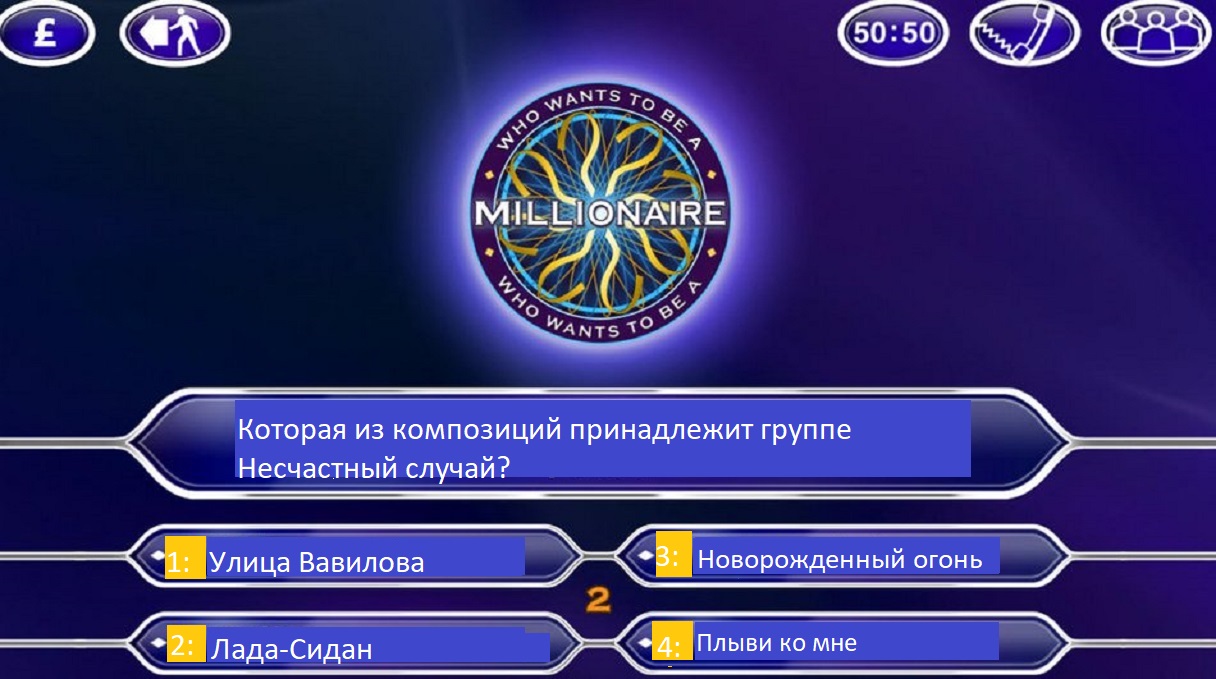 £
50:50
WHO WANTS TO BE A
MILLIONAIRE
WHO WANTS TO BE A
Которая из композиций принадлежит группе
Несчастный случай?
1: Улица Вавилова
3: Новорожденный огонь
2
2: Лада-Сидан
4: Плыви ко мне